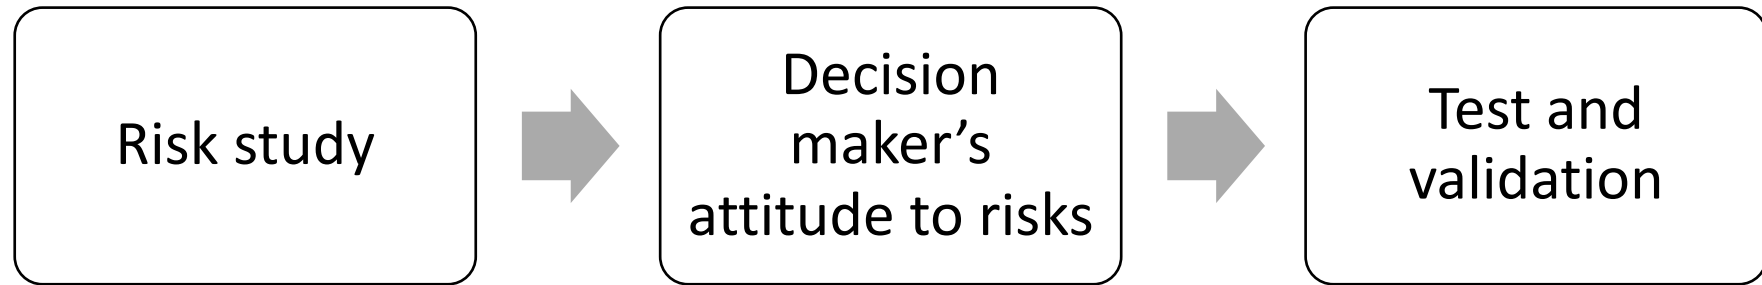 Risk study
Decision
maker’s
attitude to risks
Test and
validation